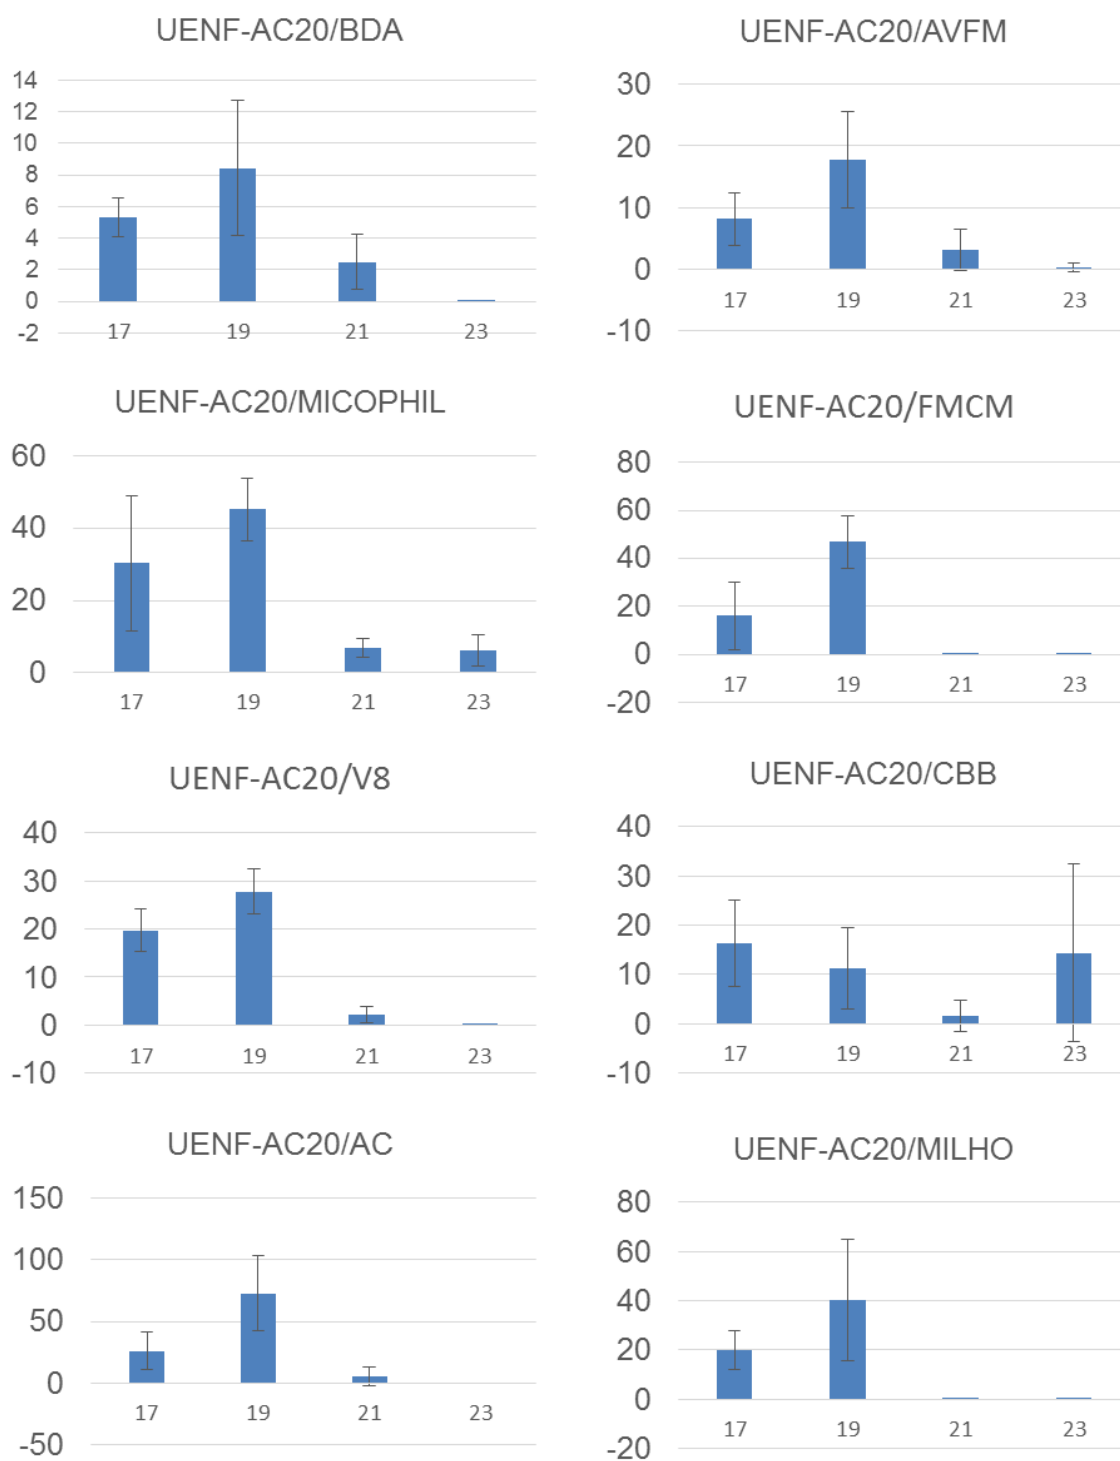 UENF-AC20/BDA
14
12
10
8
6
4
2
0
-2
17 19 21 23
UENF-AC20/AVFM
30
20
10
0
-10
17 19 21 23
UENF-AC20/MICOPHIL
60
40
20
0
17 19 21 23
UENF-AC20/FMCM
80
60
40
20
0
-20
17 19 21 23
UENF-AC20/V8
40
30
20
10
0
-10
17 19 21 23
UENF-AC20/CBB
40
30
20
10
0
-10
17 19 21 23
UENF-AC20/AC
150
100
50
0
-50
17 19 21 23
UENF-AC20/MILHO
80
60
40
20
0
-20
17 19 21 23